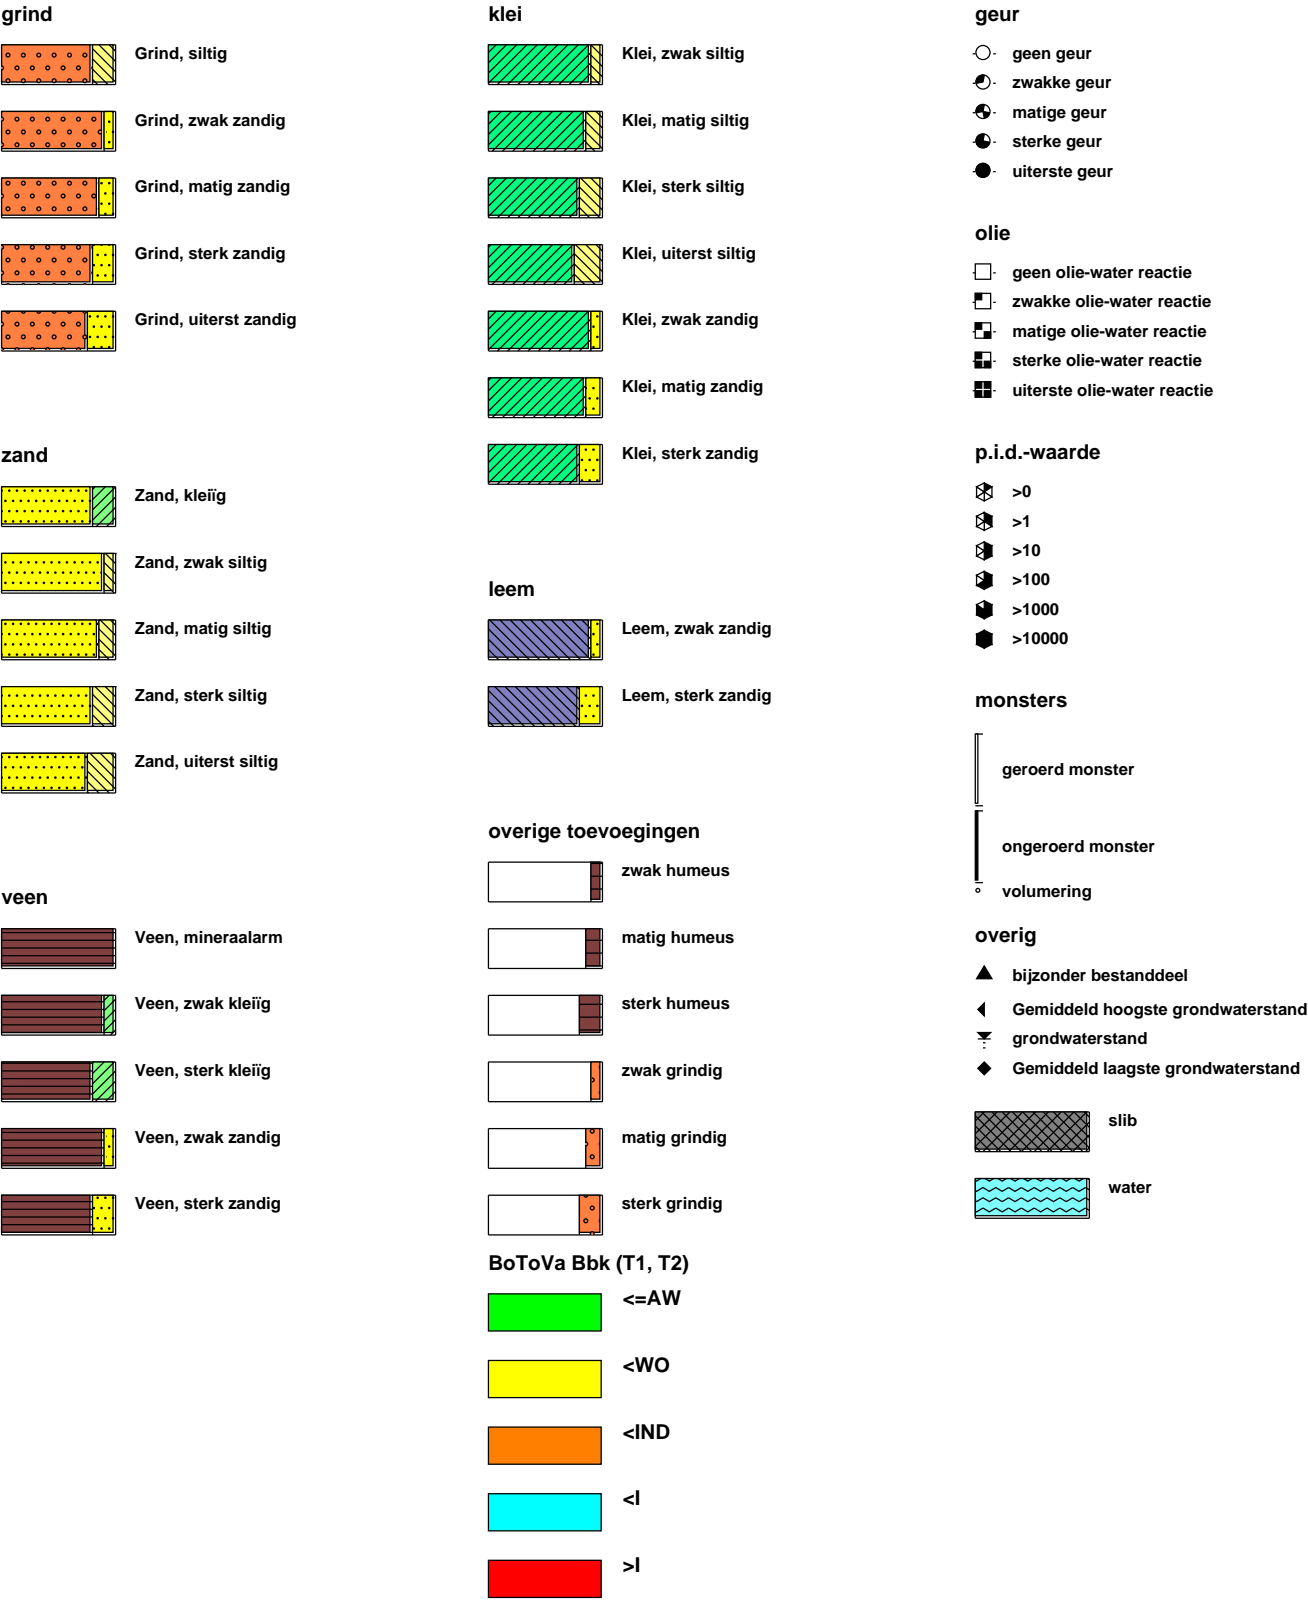 grind
Grind, siltig
Grind, zwak zandig
Grind, matig zandig
Grind, sterk zandig
Grind, uiterst zandig
zand
Zand, kleiïg
Zand, zwak siltig
Zand, matig siltig
Zand, sterk siltig
Zand, uiterst siltig
veen
Veen, mineraalarm
Veen, zwak kleiïg
Veen, sterk kleiïg
Veen, zwak zandig
Veen, sterk zandig
klei
Klei, zwak siltig
Klei, matig siltig
Klei, sterk siltig
Klei, uiterst siltig
Klei, zwak zandig
Klei, matig zandig
Klei, sterk zandig
leem
Leem, zwak zandig
Leem, sterk zandig
overige toevoegingen
zwak humeus
matig humeus
sterk humeus
zwak grindig
matig grindig
sterk grindig
BoToVa Bbk (T1, T2)
<=AW
<WO
<IND
<I
>I
geur
geen geur
zwakke geur
matige geur
sterke geur
uiterste geur
olie
geen olie-water reactie
zwakke olie-water reactie
matige olie-water reactie
sterke olie-water reactie
uiterste olie-water reactie
p.i.d.-waarde
>0
>1
>10
>100
>1000
>10000
monsters
geroerd monster
ongeroerd monster
volumering
overig
bijzonder bestanddeel
Gemiddeld hoogste grondwaterstand
grondwaterstand
Gemiddeld laagste grondwaterstand
slib
water